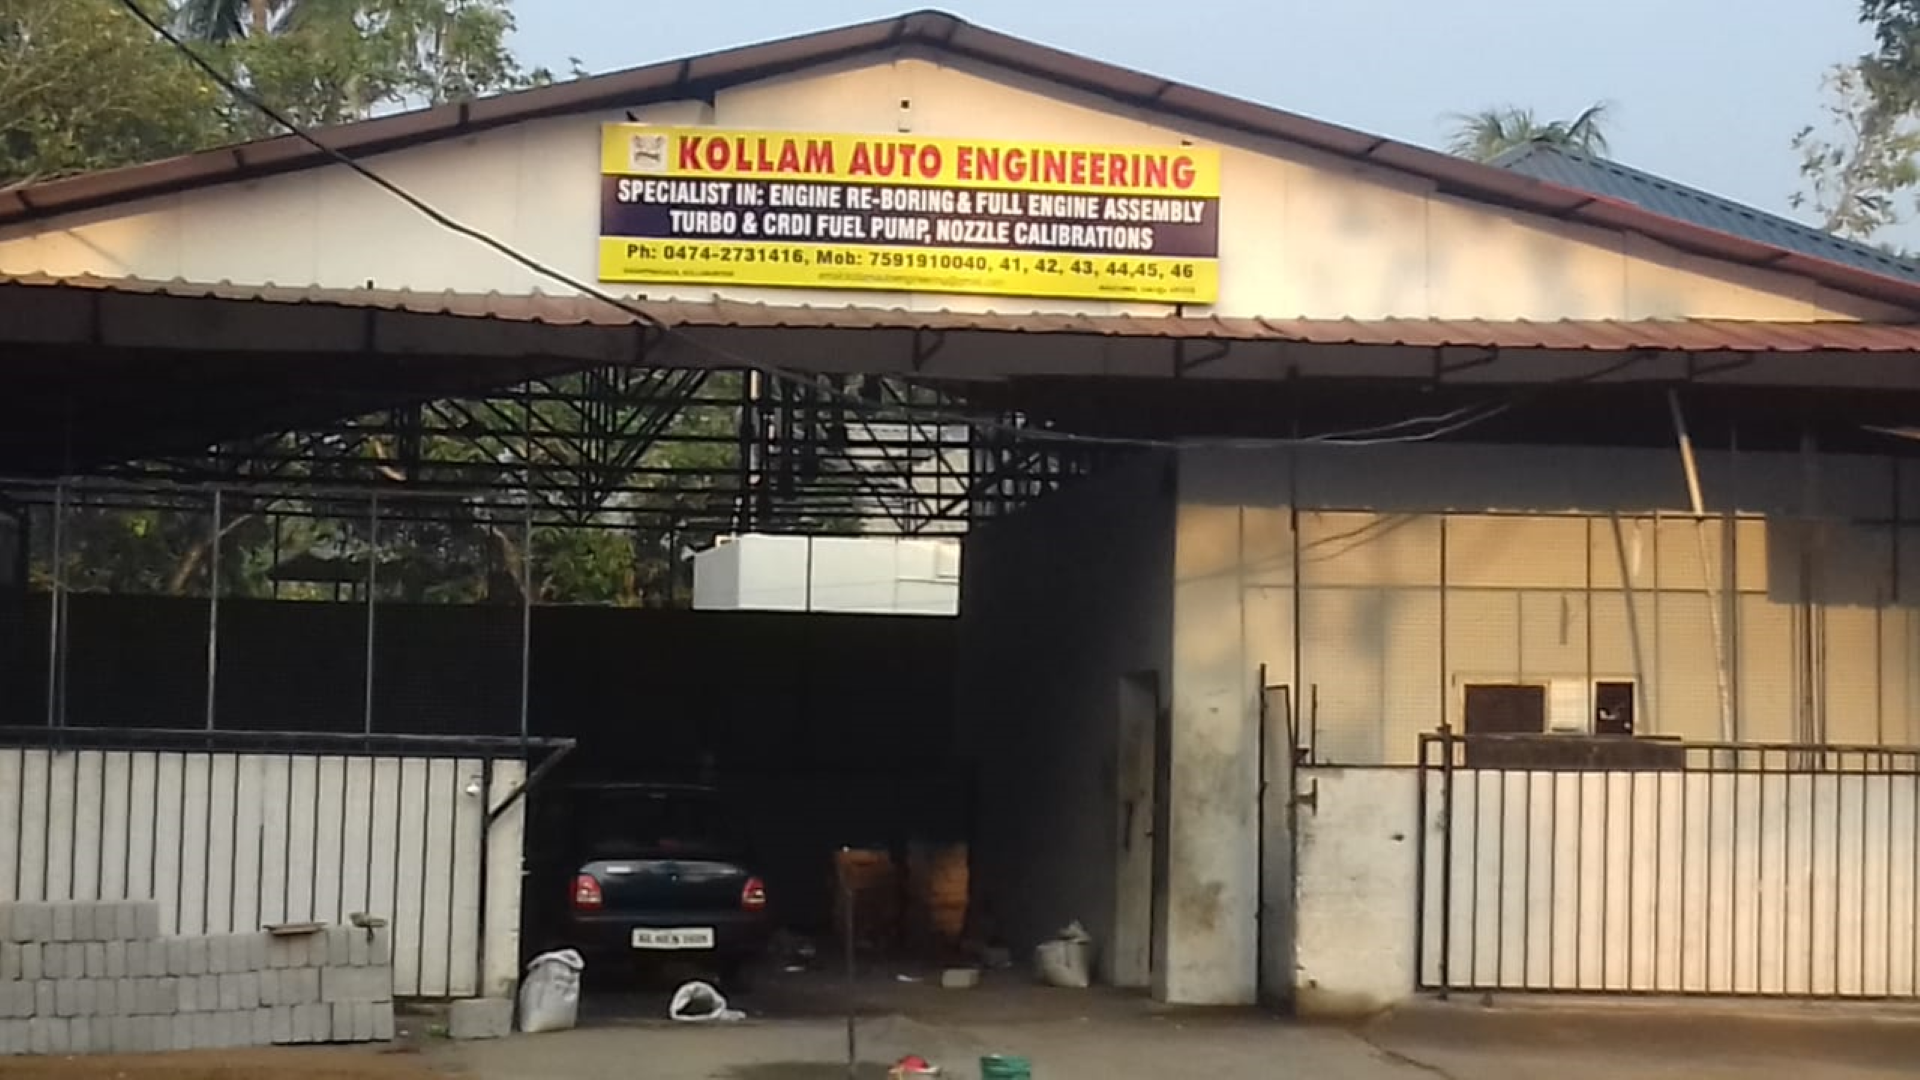 KOLLAM AUTO ENGINEERING
SPECIALIST IN: ENGINE RE-BORING & FULL ENGINE ASSEMBLY
TURBO & CRDI FUEL PUMP, NOZZLE CALIBRATIONS
Ph: 0474-2731416, Mob: 7591910040, 41, 42, 43, 44,45, 46